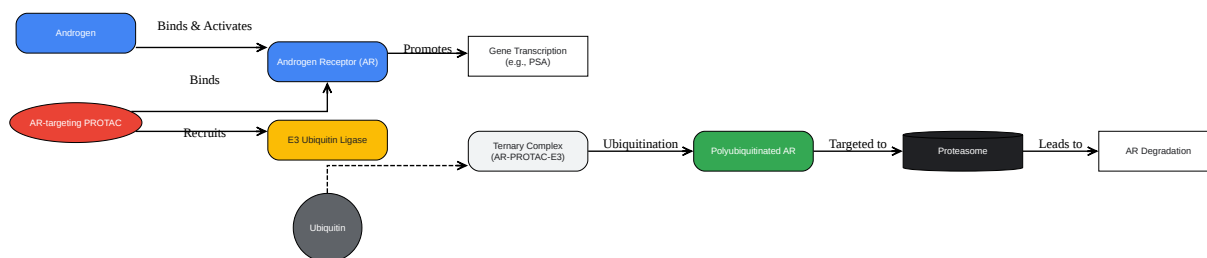 Androgen
Binds & Activates
Androgen Receptor (AR)
Promotes
Gene Transcription
(e.g., PSA)
Binds
AR-targeting PROTAC
Recruits
E3 Ubiquitin Ligase
Ternary Complex
(AR-PROTAC-E3)
Ubiquitination
Polyubiquitinated AR
Targeted to
Proteasome
Leads to
AR Degradation
Ubiquitin